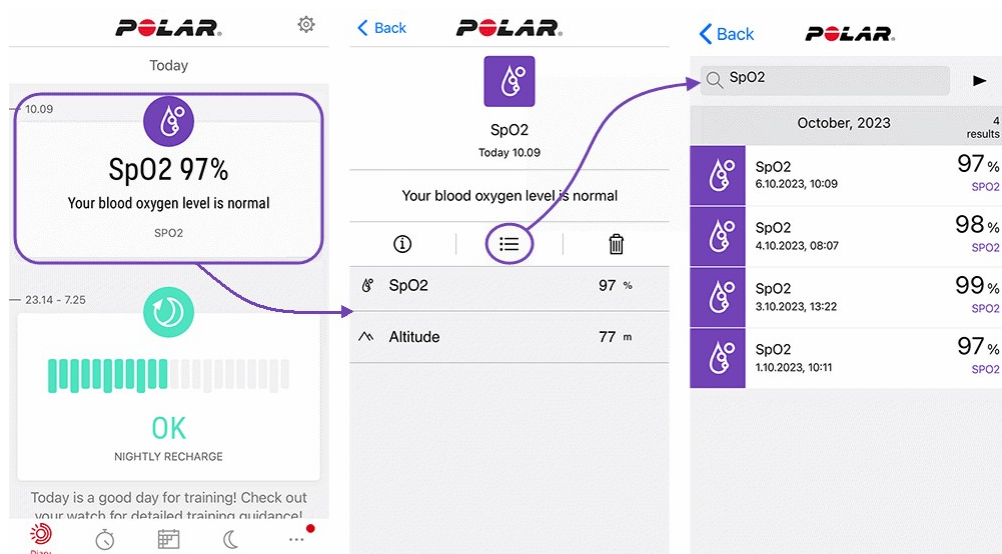 POLAR.
Today
10.09
SpO2 97%
Your blood oxygen level is normal
SPO2
23.14 - 7.25
OK
NIGHTLY RECHARGE
Today is a good day for training! Check out
your watch for detailed training guidance!
Diary
Back
POLAR.
SpO2
Today 10.09
Your blood oxygen level is normal
SpO2 97 %
Altitude 77 m
Back
POLAR.
SpO2
October, 2023 4 results
SpO2 97 %
6.10.2023, 10:09 SPO2
SpO2 98 %
4.10.2023, 08:07 SPO2
SpO2 99 %
3.10.2023, 13:22 SPO2
SpO2 97 %
1.10.2023, 10:11 SPO2